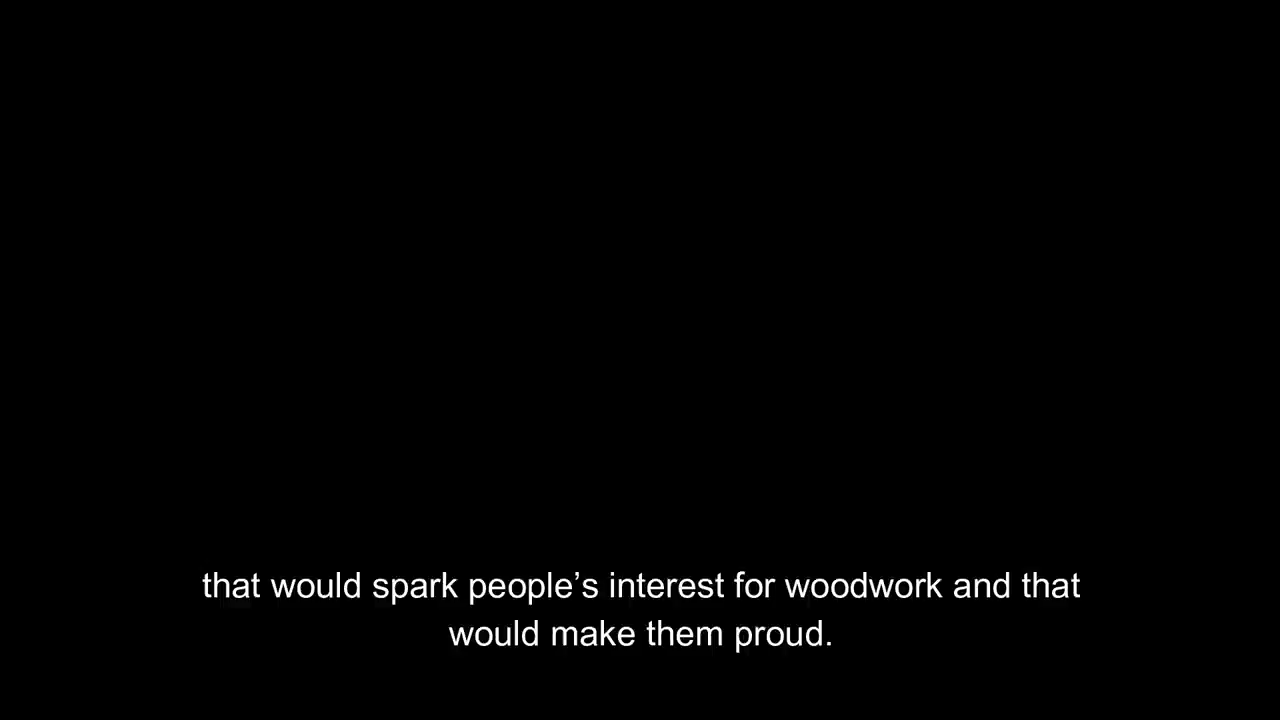 that would spark people’s interest for woodwork and that
would make them proud.